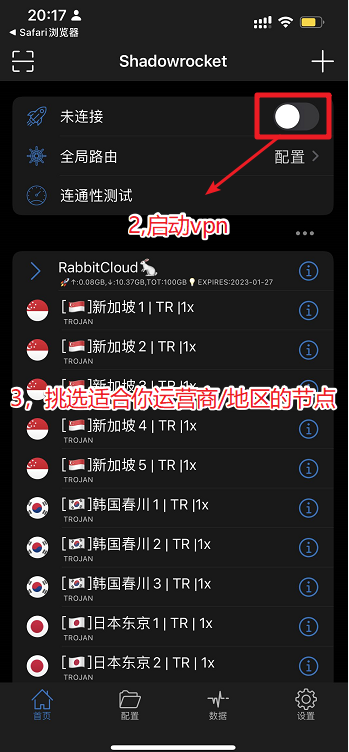 20:17
Safari 浏览器
Shadowrocket
未连接
全局路由
配置
连通性测试
2,启动vpn
RabbitCloud
↑:0.08GB,↓:10.37GB,TOT:100GB EXPIRES:2023-01-27
[🇸🇬]新加坡 1 | TR |1x
TROJAN
[🇸🇬]新加坡 2 | TR |1x
TROJAN
[🇸🇬]新加坡 3 | TR |1x
3，挑选适合你运营商/地区的节点
[🇸🇬]新加坡 4 | TR |1x
TROJAN
[🇸🇬]新加坡 5 | TR |1x
TROJAN
[🇰🇷]韩国春川 1 | TR |1x
TROJAN
[🇰🇷]韩国春川 2 | TR |1x
TROJAN
[🇰🇷]韩国春川 3 | TR |1x
TROJAN
[🇯🇵]日本东京 1 | TR | 1x
TROJAN
[🇯🇵]日本东京 2 | TR | 1x
TROJAN
首页
配置
数据
设置